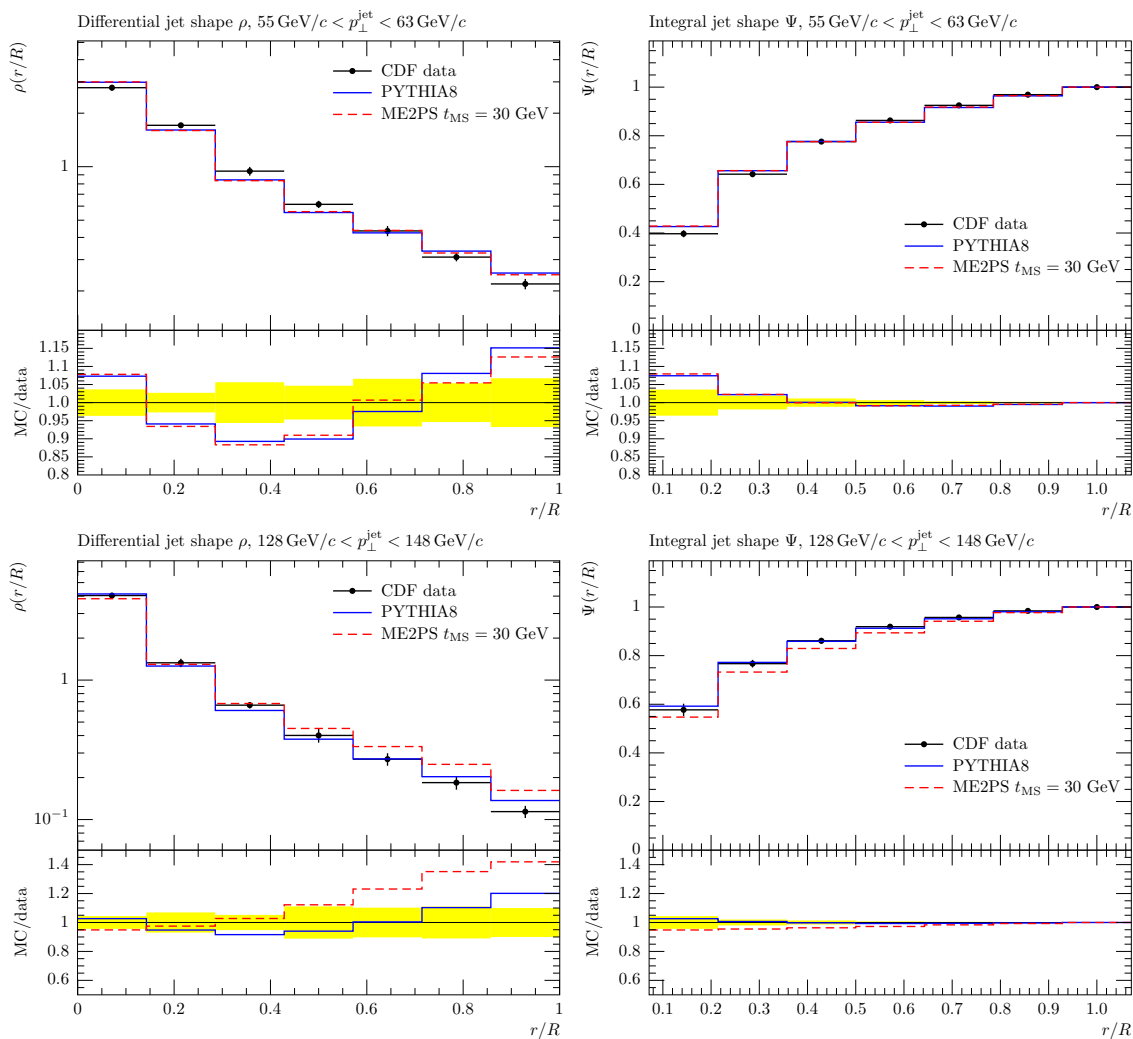 Differential jet shape ρ, 55 GeV/c < p⊥^jet < 63 GeV/c
ρ(r/R)
CDF data
PYTHIA8
ME2PS t_MS = 30 GeV
1
MC/data
1.15
1.1
1.05
1.0
0.95
0.9
0.85
0.8
0 0.2 0.4 0.6 0.8 1
r/R
Integral jet shape Ψ, 55 GeV/c < p⊥^jet < 63 GeV/c
Ψ(r/R)
1
0.8
0.6
0.4
0.2
0
CDF data
PYTHIA8
ME2PS t_MS = 30 GeV
MC/data
1.15
1.1
1.05
1.0
0.95
0.9
0.85
0.8
0.1 0.2 0.3 0.4 0.5 0.6 0.7 0.8 0.9 1.0
r/R
Differential jet shape ρ, 128 GeV/c < p⊥^jet < 148 GeV/c
ρ(r/R)
CDF data
PYTHIA8
ME2PS t_MS = 30 GeV
1
10⁻¹
MC/data
1.4
1.2
1
0.8
0.6
0 0.2 0.4 0.6 0.8 1
r/R
Integral jet shape Ψ, 128 GeV/c < p⊥^jet < 148 GeV/c
Ψ(r/R)
1
0.8
0.6
0.4
0.2
0
CDF data
PYTHIA8
ME2PS t_MS = 30 GeV
MC/data
1.4
1.2
1
0.8
0.6
0.1 0.2 0.3 0.4 0.5 0.6 0.7 0.8 0.9 1.0
r/R